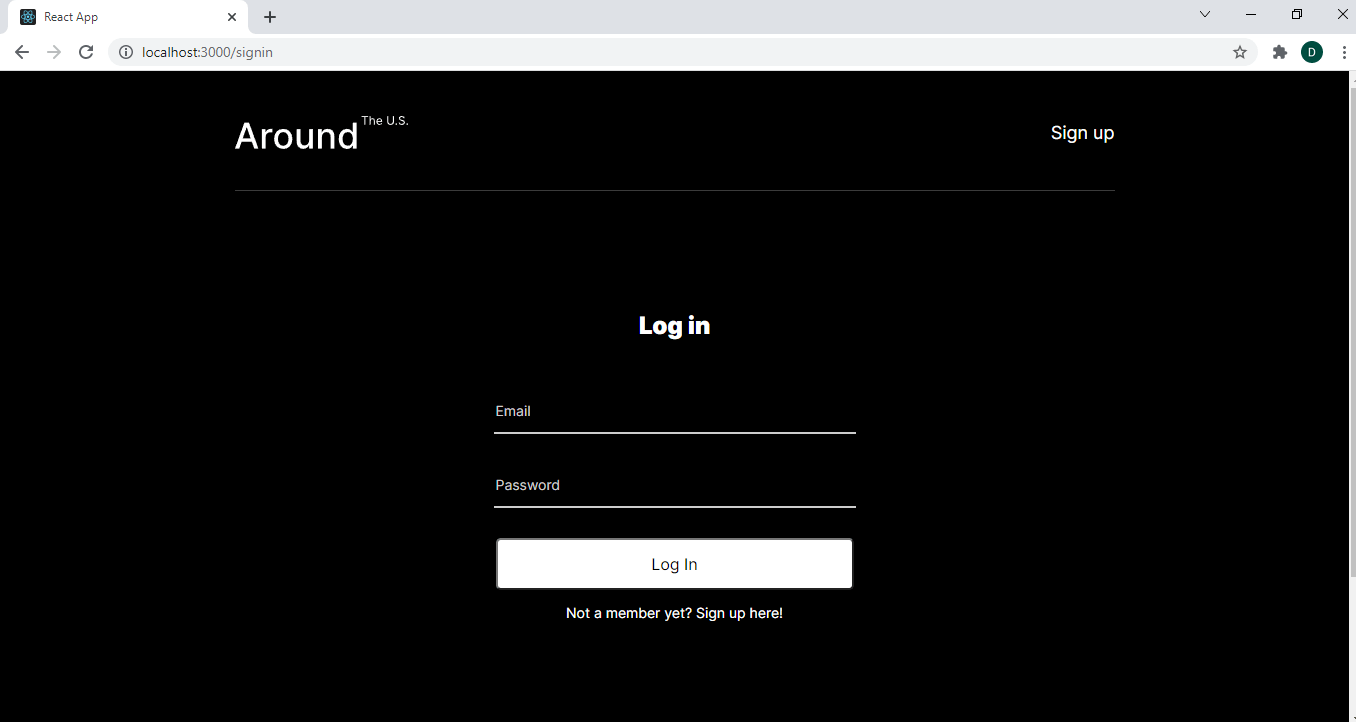 React App
localhost:3000/signin
D
Around The U.S.
Sign up
Log in
Email
Password
Log In
Not a member yet? Sign up here!